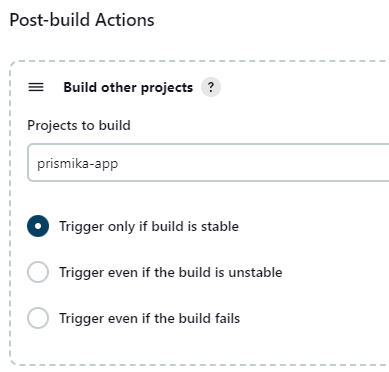 Post-build Actions
Build other projects ?
Projects to build
prismika-app
Trigger only if build is stable
Trigger even if the build is unstable
Trigger even if the build fails